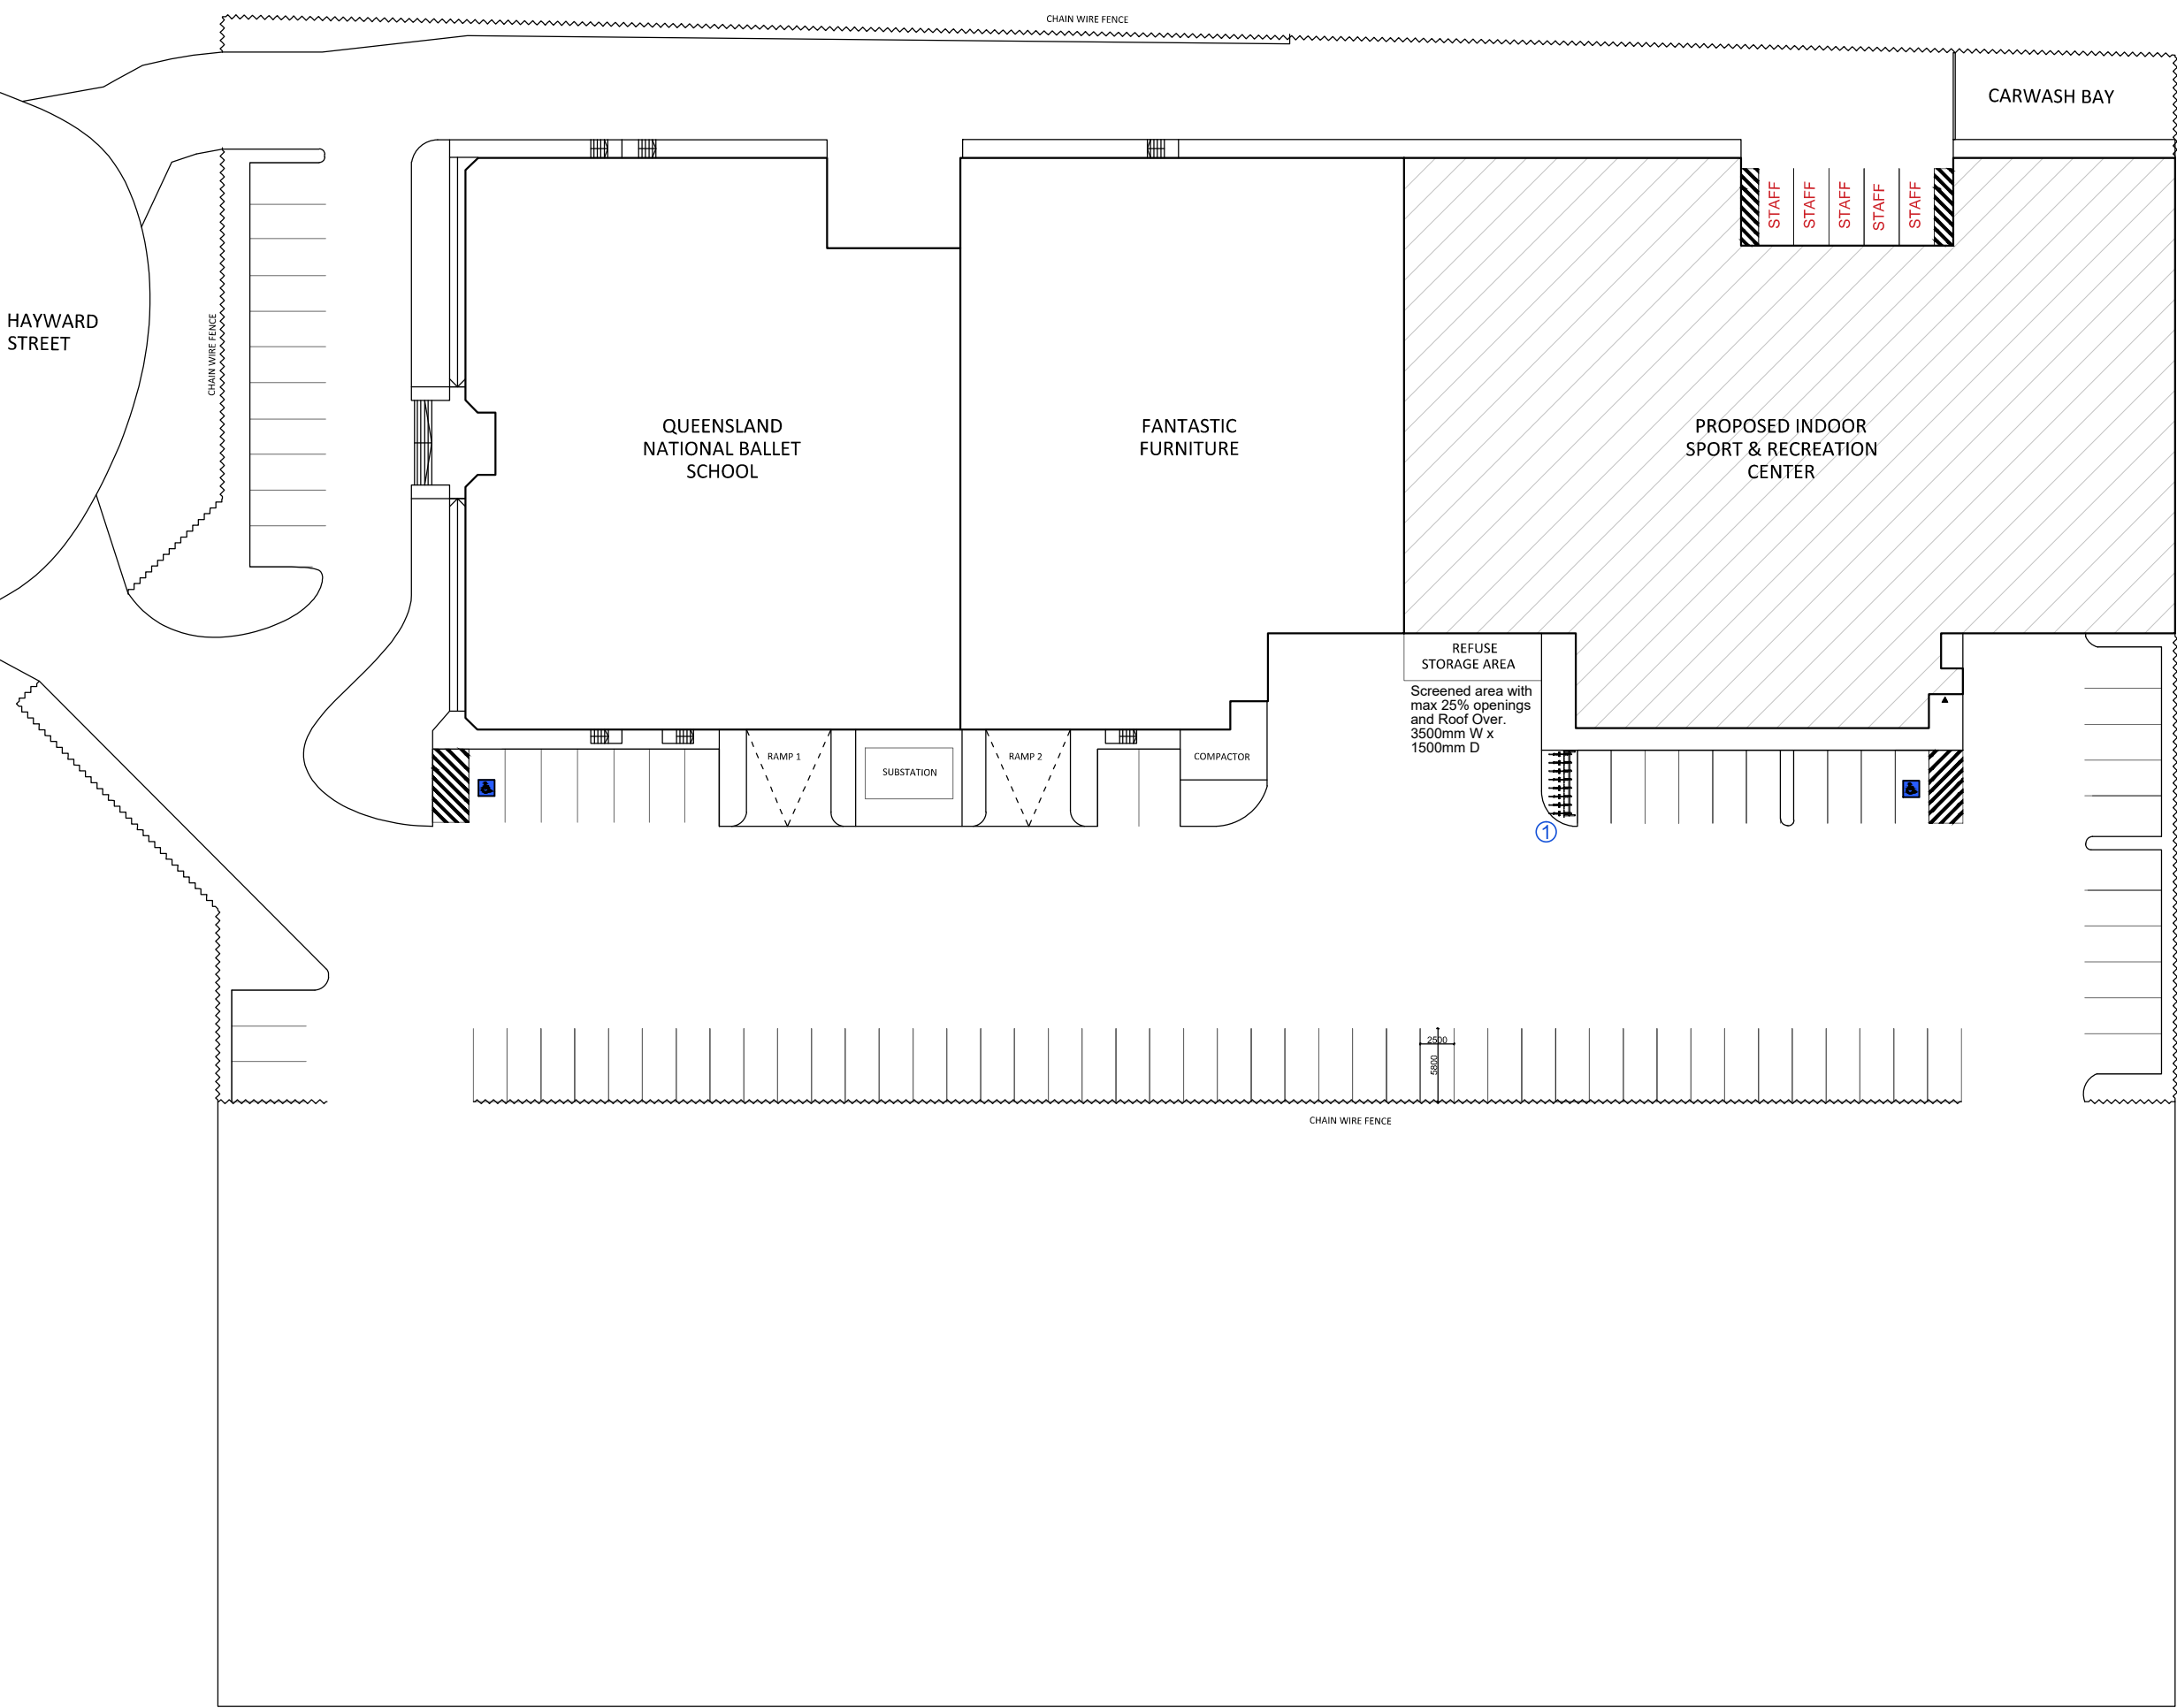 CHAIN WIRE FENCE
CARWASH BAY
STAFF
STAFF
STAFF
STAFF
STAFF
HAYWARD
STREET
CHAIN WIRE FENCE
QUEENSLAND
NATIONAL BALLET
SCHOOL
FANTASTIC
FURNITURE
PROPOSED INDOOR
SPORT & RECREATION
CENTER
REFUSE
STORAGE AREA
Screened area with
max 25% openings
and Roof Over.
3500mm W x
1500mm D
RAMP 1
SUBSTATION
RAMP 2
COMPACTOR
1
2500
5800
CHAIN WIRE FENCE